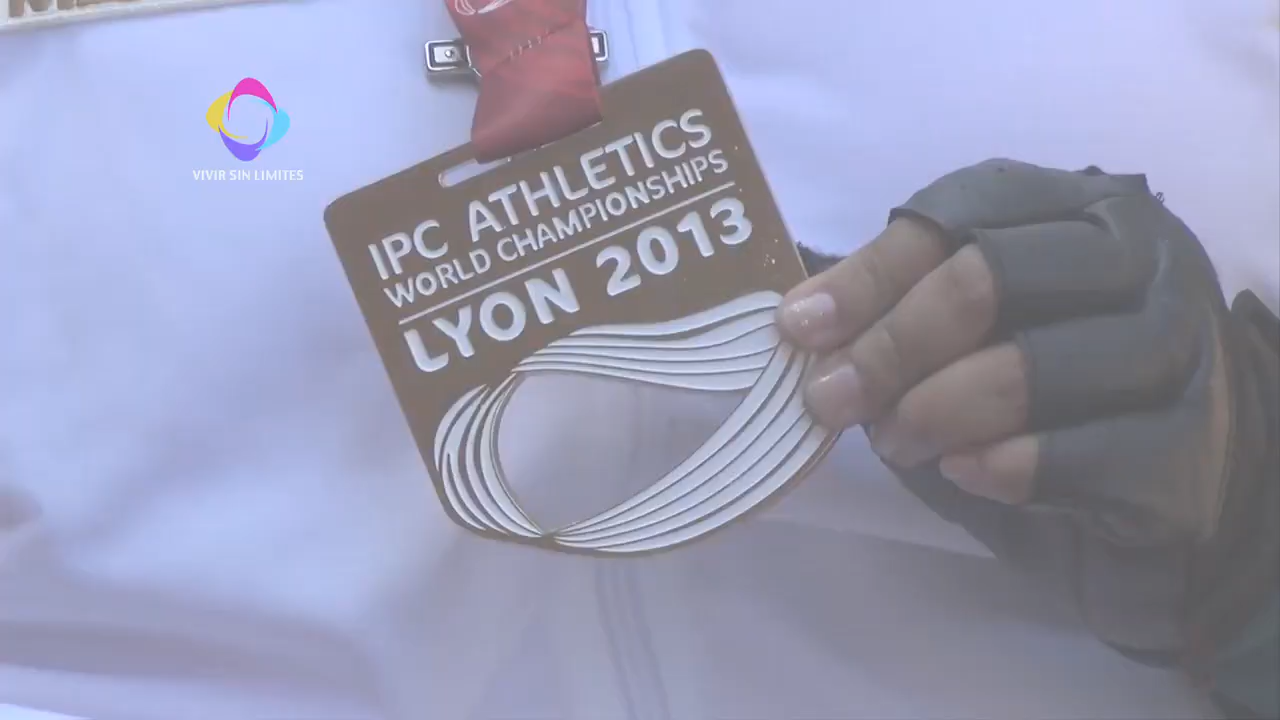 VIVIR SIN LIMITES
IPC ATHLETICS
WORLD CHAMPIONSHIPS
LYON 2013